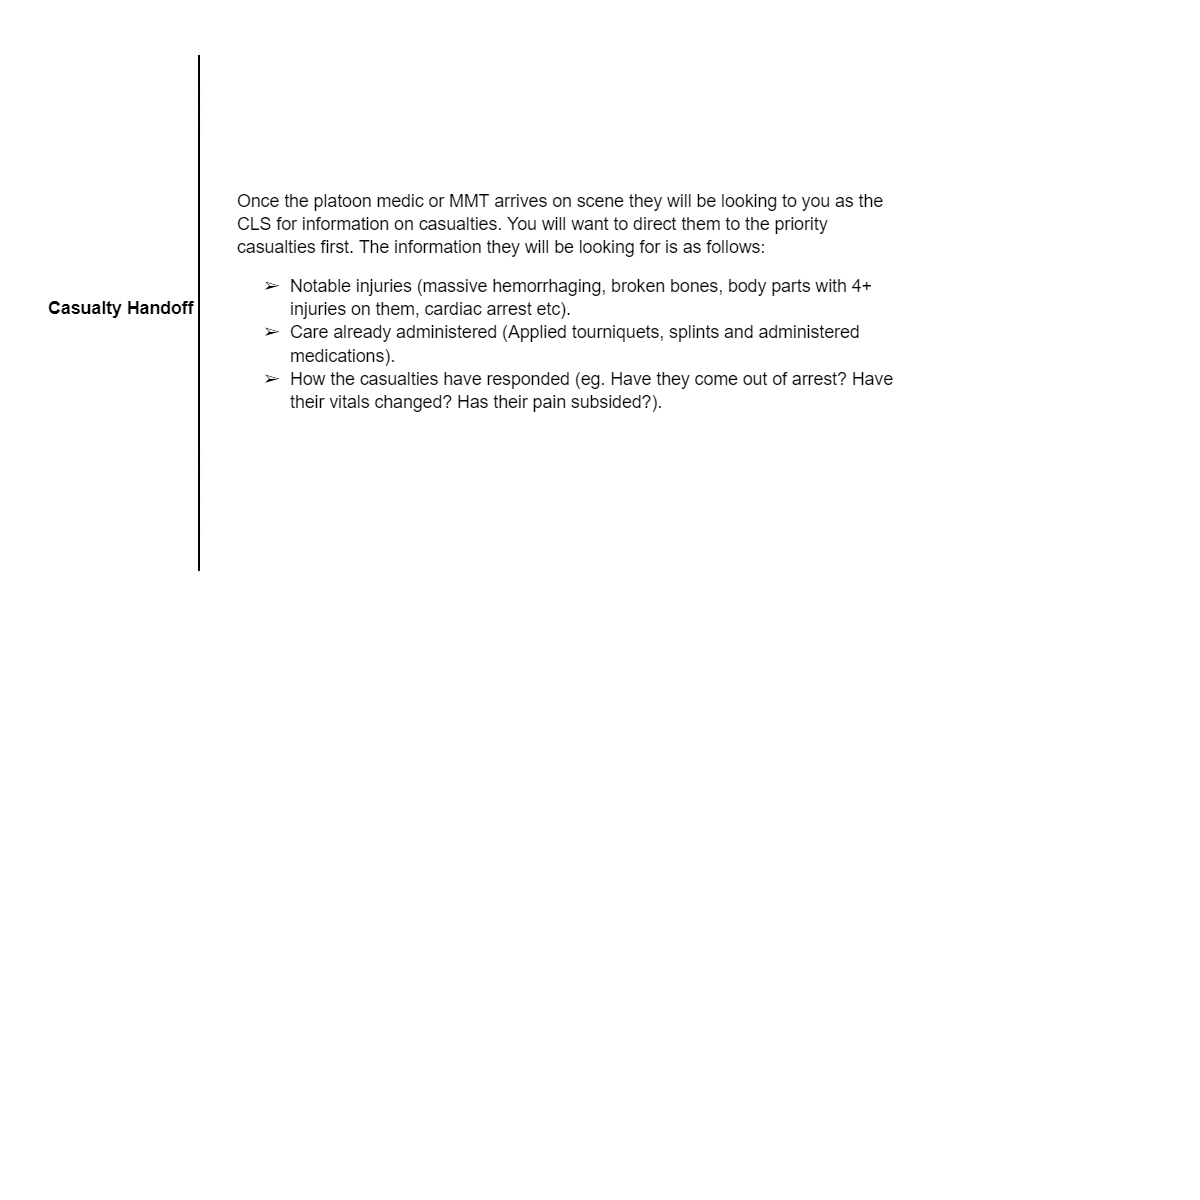 Casualty Handoff
Once the platoon medic or MMT arrives on scene they will be looking to you as the
CLS for information on casualties. You will want to direct them to the priority
casualties first. The information they will be looking for is as follows:
➢ Notable injuries (massive hemorrhaging, broken bones, body parts with 4+
injuries on them, cardiac arrest etc).
➢ Care already administered (Applied tourniquets, splints and administered
medications).
➢ How the casualties have responded (eg. Have they come out of arrest? Have
their vitals changed? Has their pain subsided?).